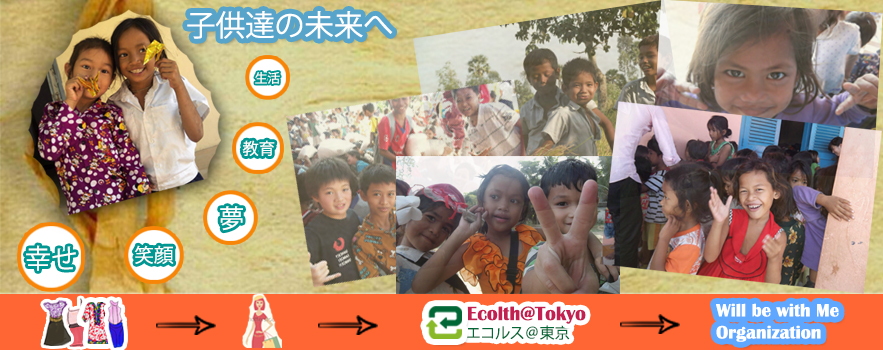 子供達の未来へ
生活
教育
夢
笑顔
幸せ
Ecolth@Tokyo
エコルス@東京
Will be with Me
Organization